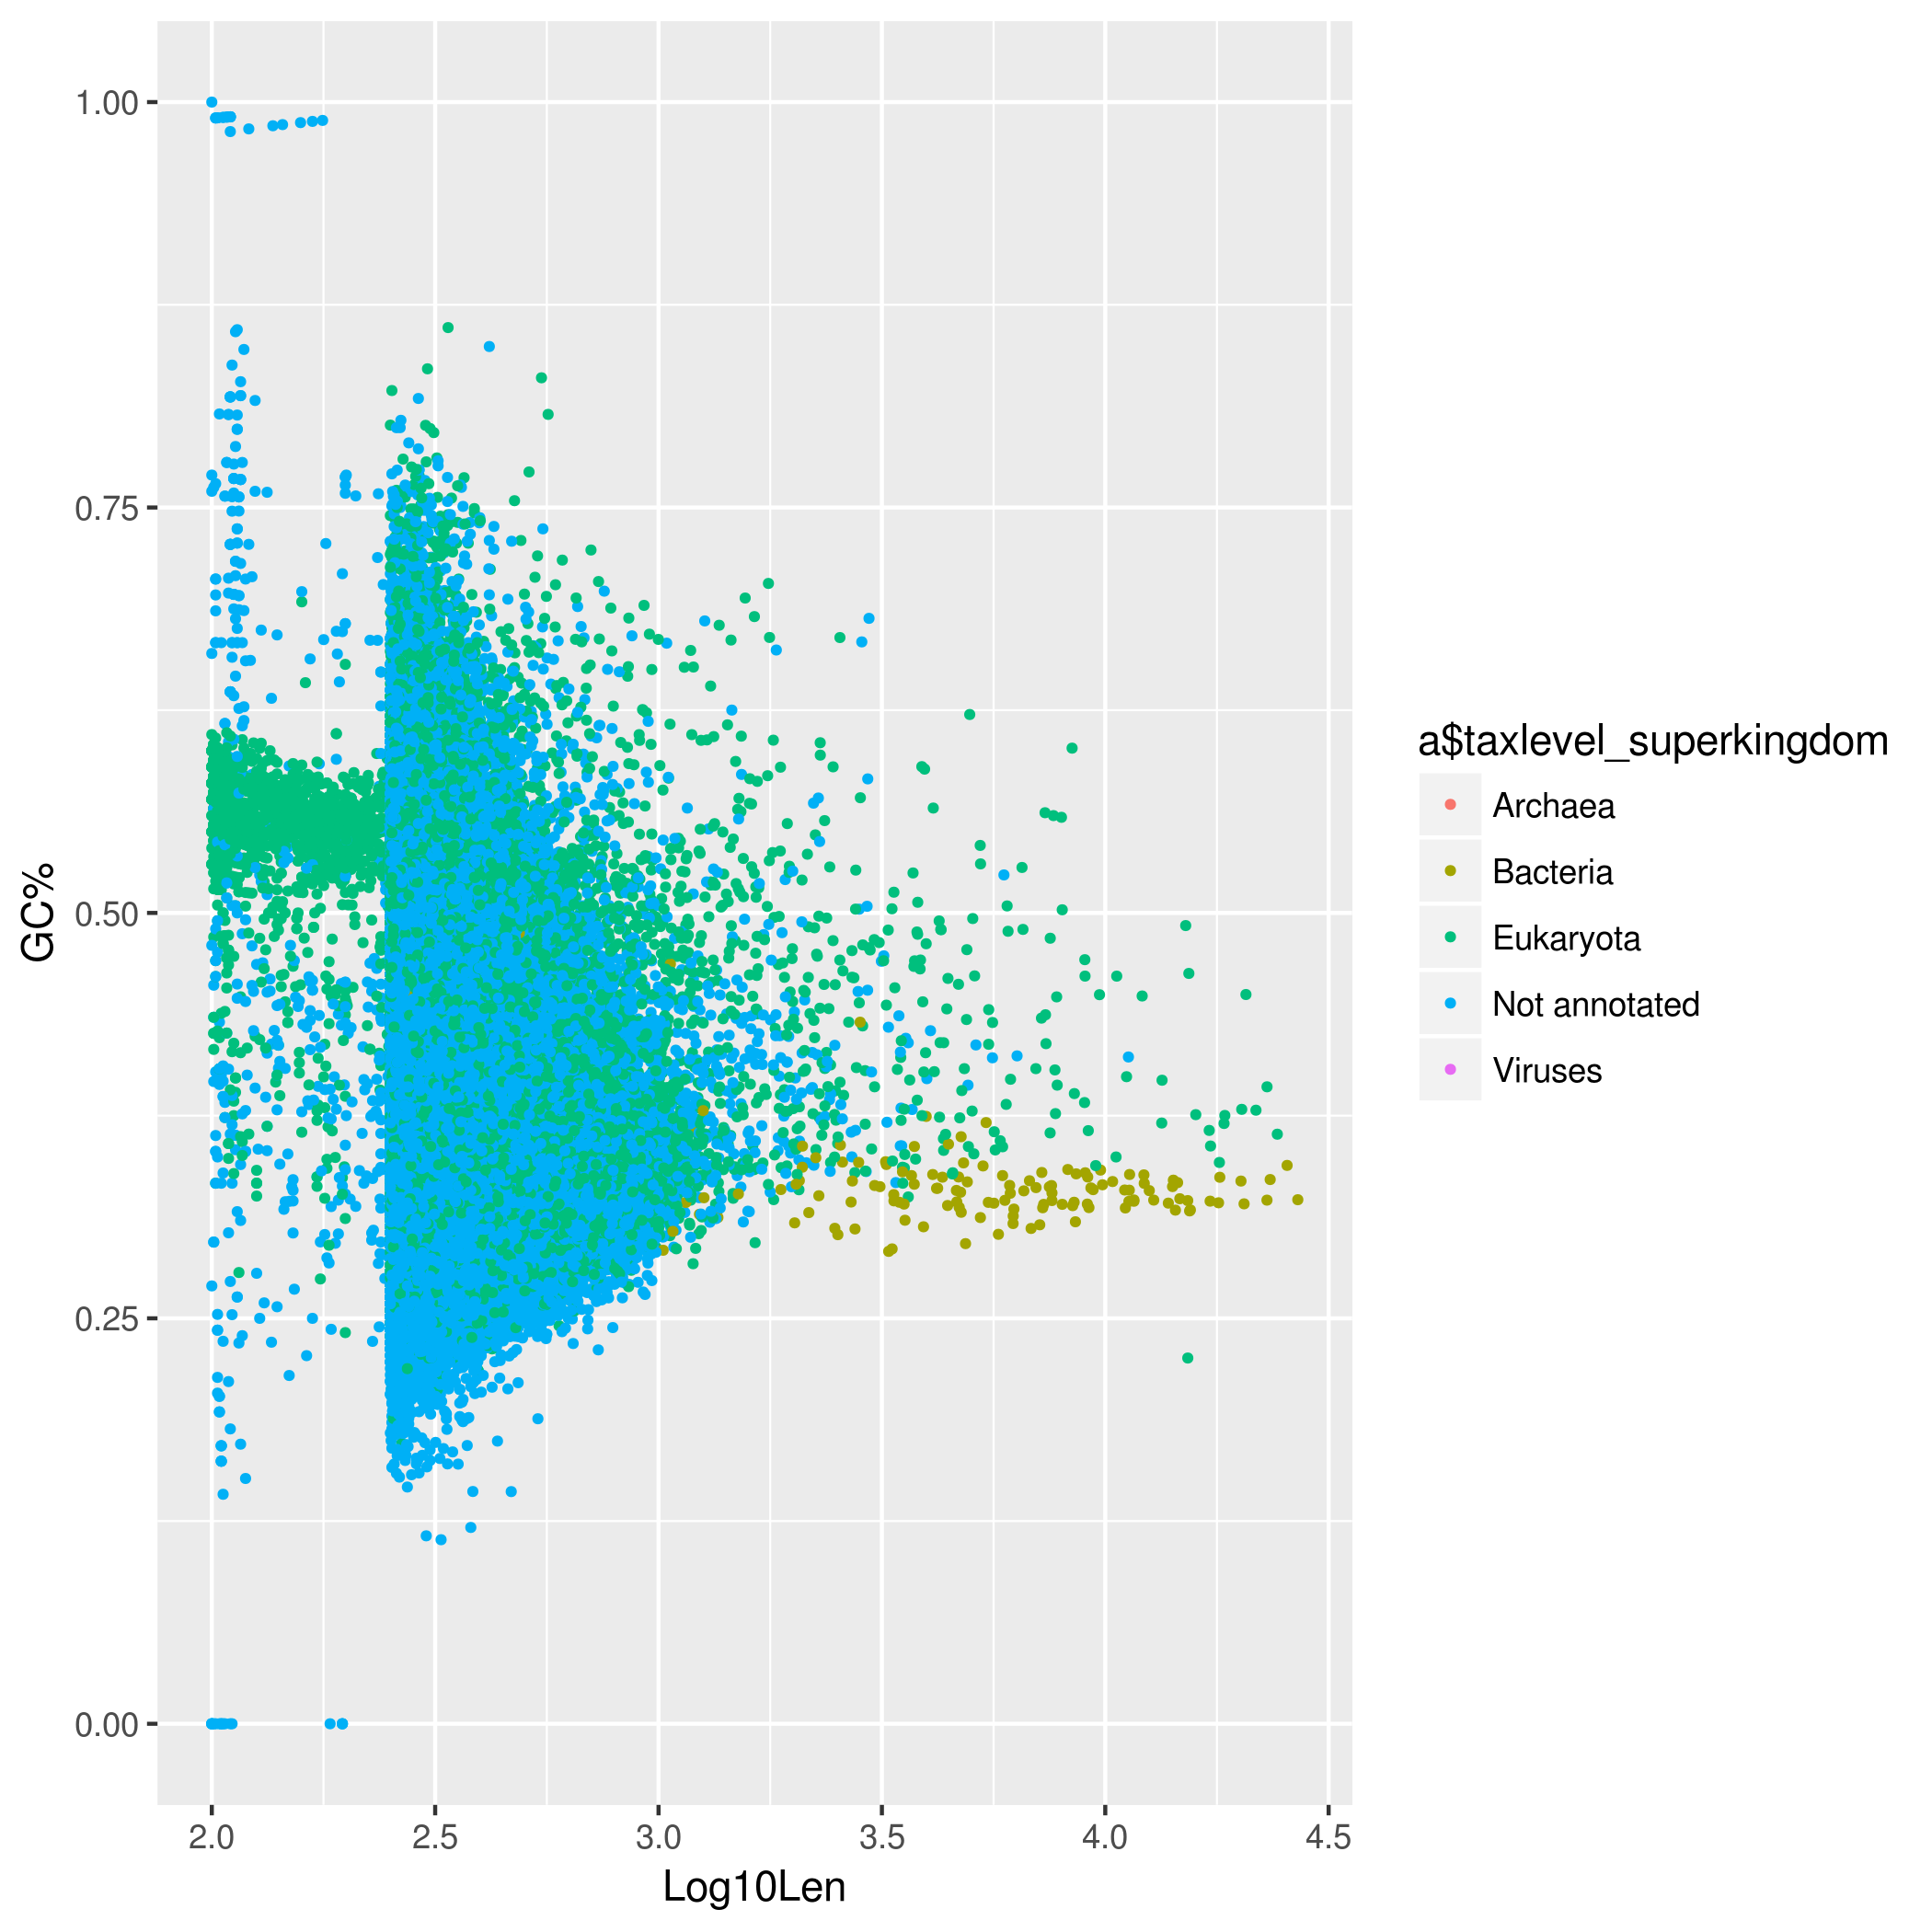 1.00
0.75
0.50
0.25
0.00
GC%
2.0 2.5 3.0 3.5 4.0 4.5
Log10Len
a$taxlevel_superkingdom
Archaea
Bacteria
Eukaryota
Not annotated
Viruses